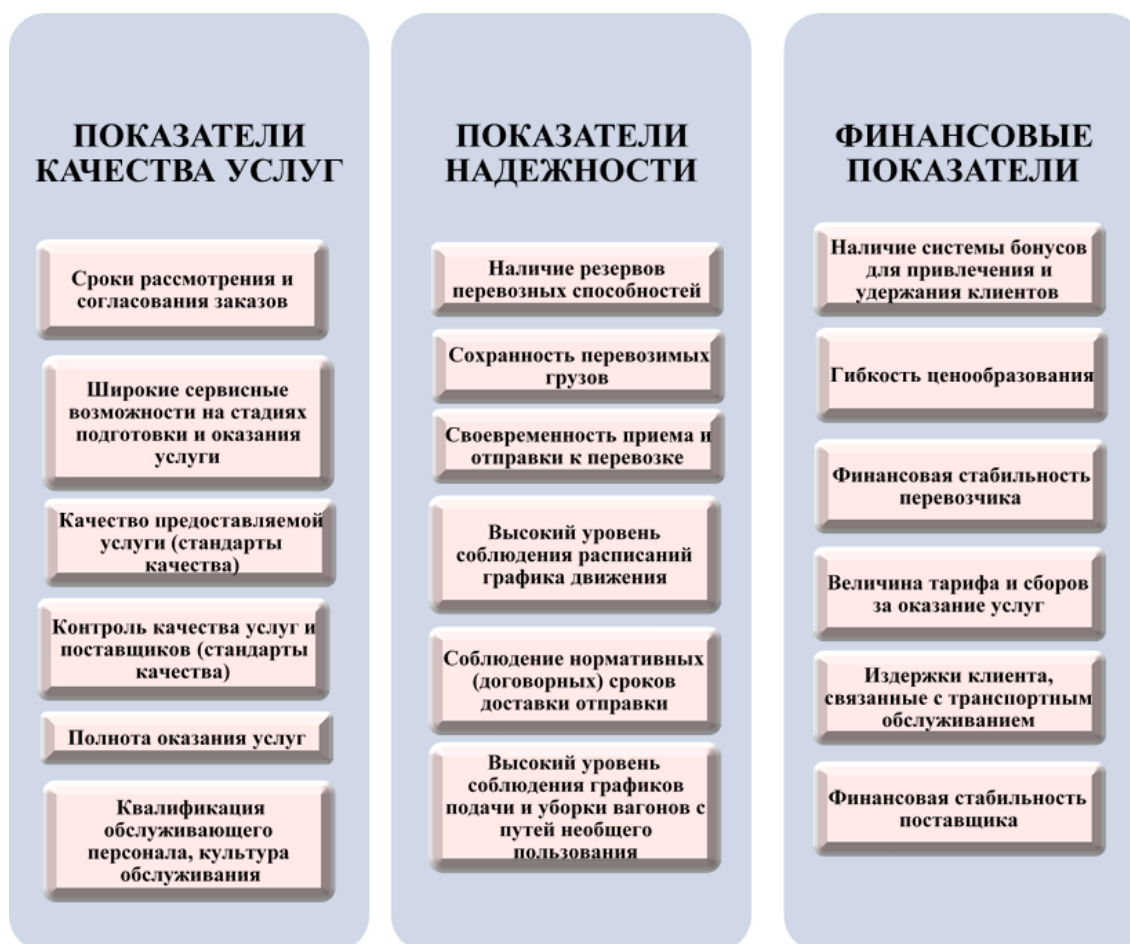 ПОКАЗАТЕЛИ
КАЧЕСТВА УСЛУГ
Сроки рассмотрения и
согласования заказов
Широкие сервисные
возможности на стадиях
подготовки и оказания
услуги
Качество предоставляемой
услуги (стандарты
качества)
Контроль качества услуг и
поставщиков (стандарты
качества)
Полнота оказания услуг
Квалификация
обслуживающего
персонала, культура
обслуживания
ПОКАЗАТЕЛИ
НАДЕЖНОСТИ
Наличие резервов
перевозных способностей
Сохранность перевозимых
грузов
Своевременность приема и
отправки к перевозке
Высокий уровень
соблюдения расписаний
графика движения
Соблюдение нормативных
(договорных) сроков
доставки отправки
Высокий уровень
соблюдения графиков
подачи и уборки вагонов с
путей необщего
пользования
ФИНАНСОВЫЕ
ПОКАЗАТЕЛИ
Наличие системы бонусов
для привлечения и
удержания клиентов
Гибкость ценообразования
Финансовая стабильность
перевозчика
Величина тарифа и сборов
за оказание услуг
Издержки клиента,
связанные с транспортным
обслуживанием
Финансовая стабильность
поставщика